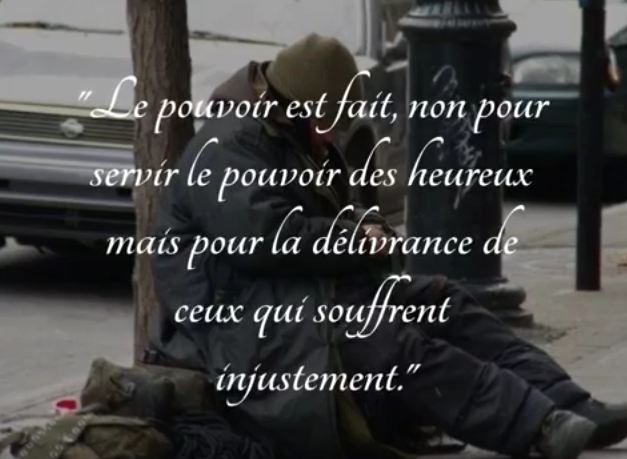 "Le pouvoir est fait, non pour
servir le pouvoir des heureux
mais pour la délivrance de
ceux qui souffrent
injustement."